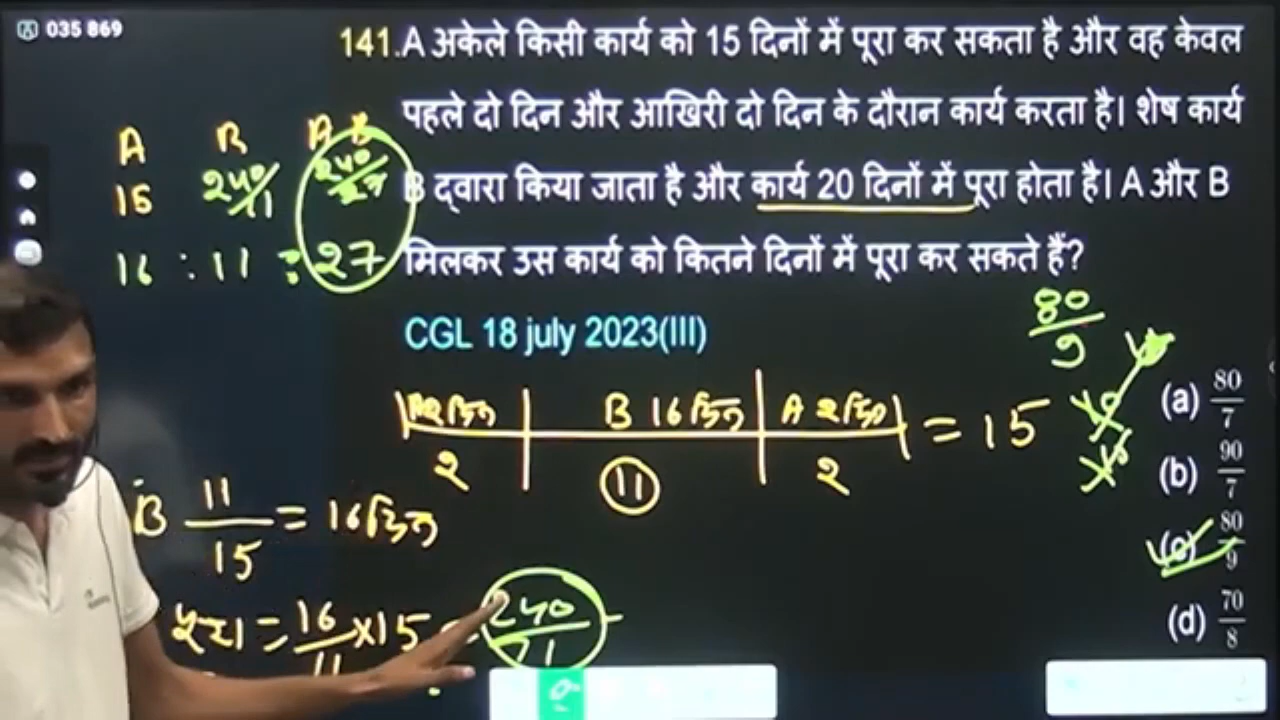 035 869
141.A अकेले किसी कार्य को 15 दिनों में पूरा कर सकता है और वह केवल
पहले दो दिन और आखिरी दो दिन के दौरान कार्य करता है। शेष कार्य
B द्वारा किया जाता है और कार्य 20 दिनों में पूरा होता है। A और B
मिलकर उस कार्य को कितने दिनों में पूरा कर सकते हैं?
CGL 18 july 2023(III)
A B A B
15 240/11 240/27
16 : 11 : 27
80/9
A 2 दिन B 16 दिन A 2 दिन = 15
2 11 2
B 11/15 = 16 दिन
= 16/11 × 15 = 240/11
(a) 80/7
(b) 90/7
(c) 80/9
(d) 70/8